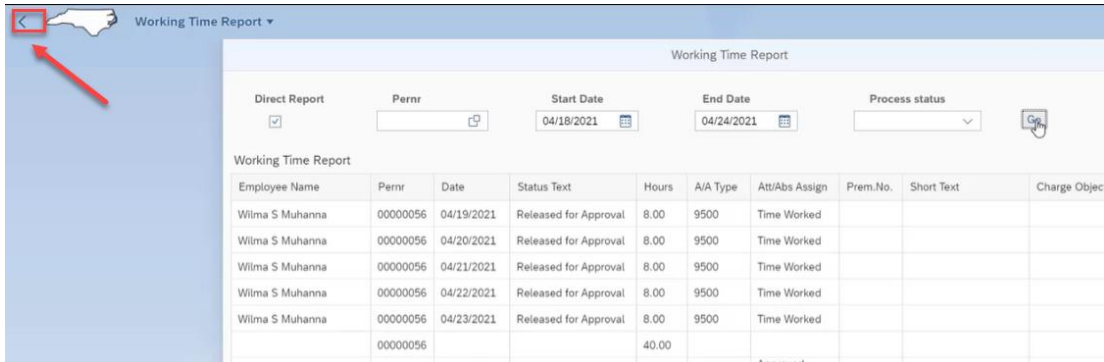 Working Time Report
Working Time Report
Direct Report Pernr Start Date End Date Process status
04/18/2021 04/24/2021 Go
Working Time Report
Employee Name Pernr Date Status Text Hours A/A Type Att/Abs Assign Prem.No. Short Text Charge Objec
Wilma S Muhanna 00000056 04/19/2021 Released for Approval 8.00 9500 Time Worked
Wilma S Muhanna 00000056 04/20/2021 Released for Approval 8.00 9500 Time Worked
Wilma S Muhanna 00000056 04/21/2021 Released for Approval 8.00 9500 Time Worked
Wilma S Muhanna 00000056 04/22/2021 Released for Approval 8.00 9500 Time Worked
Wilma S Muhanna 00000056 04/23/2021 Released for Approval 8.00 9500 Time Worked
00000056 40.00